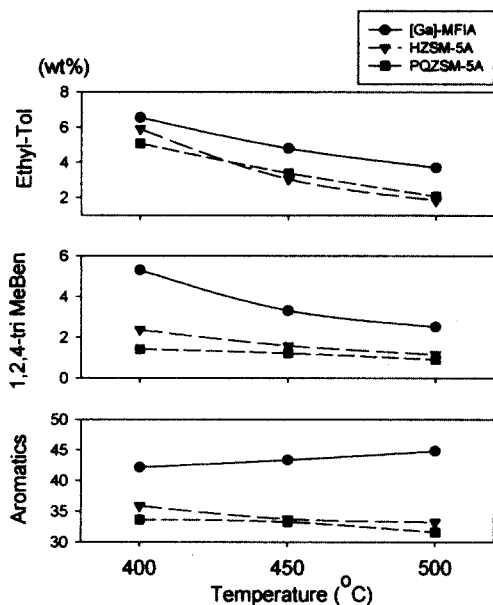 [Ga]-MFIA
HZSM-5A
PQZSM-5A
(wt%)
Ethyl-Tol
8
6
4
2
1,2,4-tri MeBen
6
4
2
0
Aromatics
50
45
40
35
30
400 450 500
Temperature (°C)